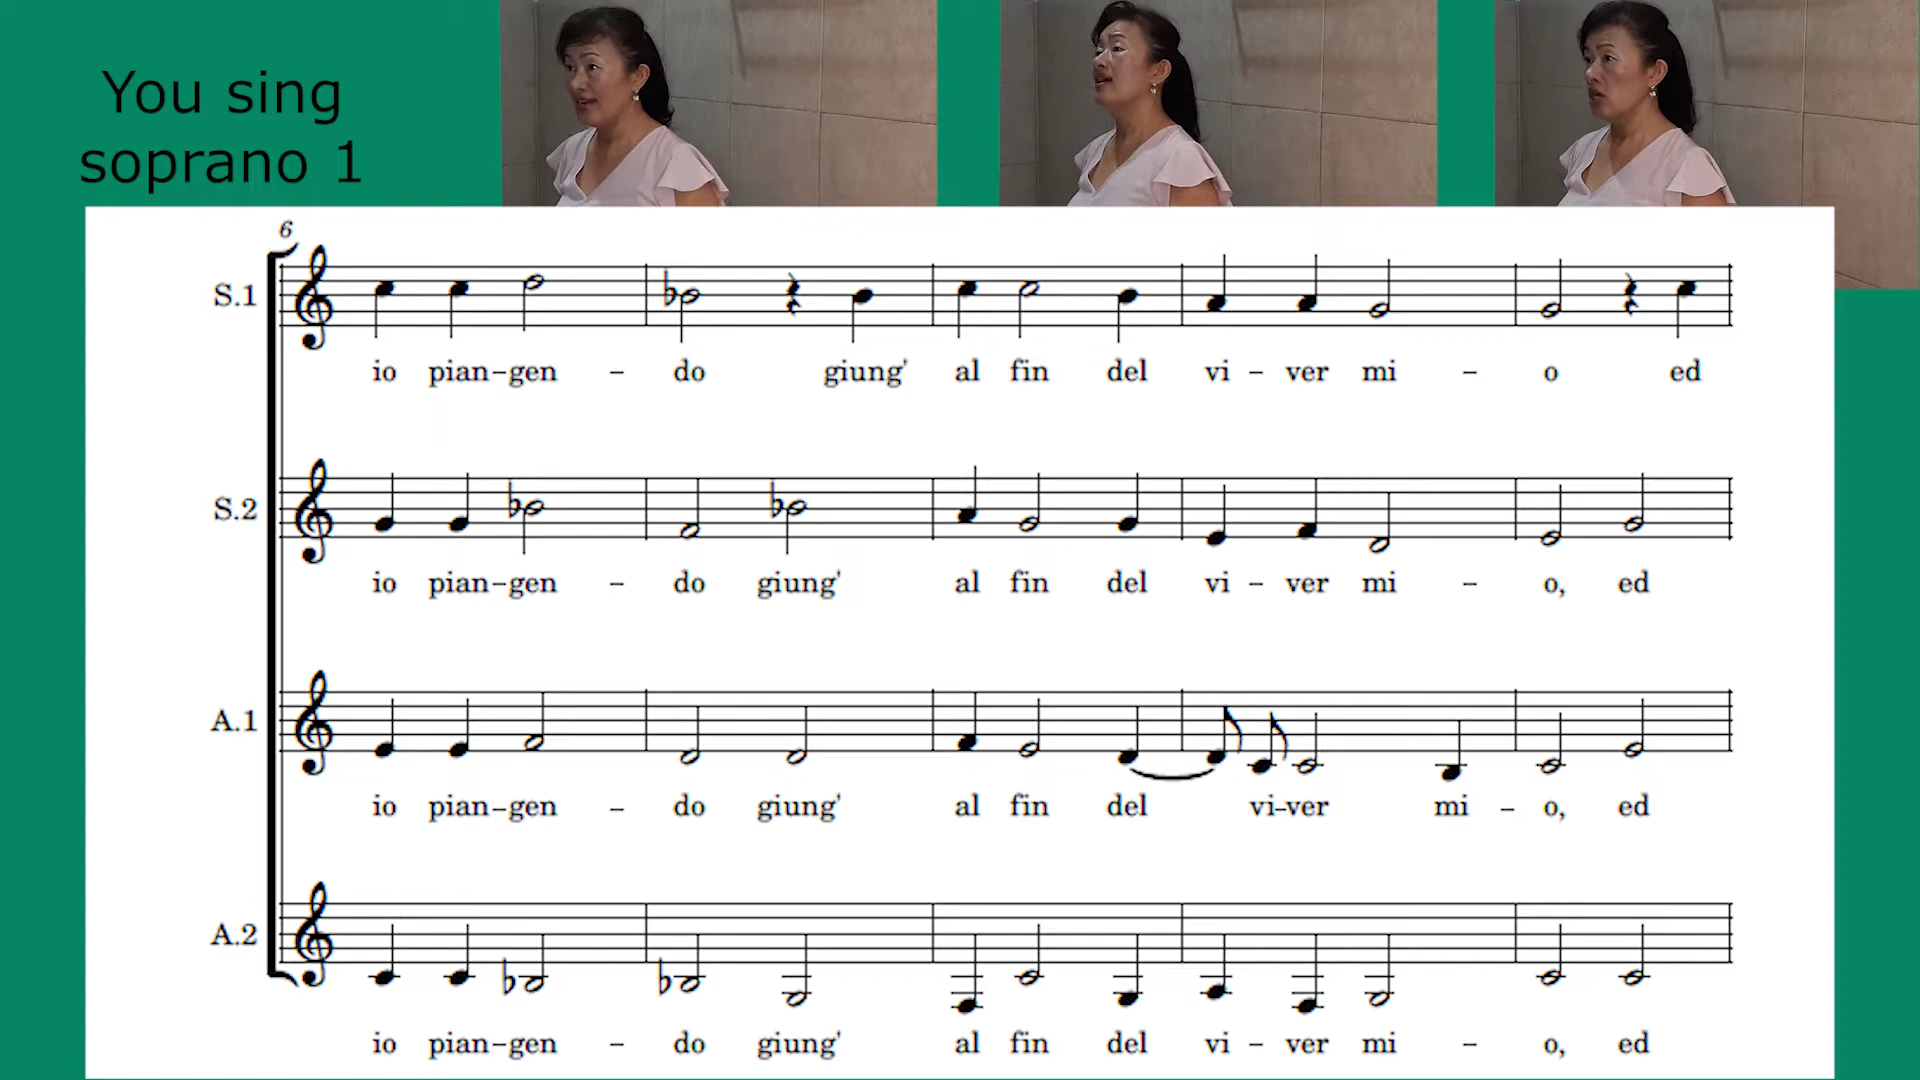 You sing
soprano 1
6
S.1
io pian-gen - do giung' al fin del vi - ver mi - o ed
S.2
io pian-gen - do giung' al fin del vi - ver mi - o, ed
A.1
io pian-gen - do giung' al fin del vi-ver mi - o, ed
A.2
io pian-gen - do giung' al fin del vi - ver mi - o, ed